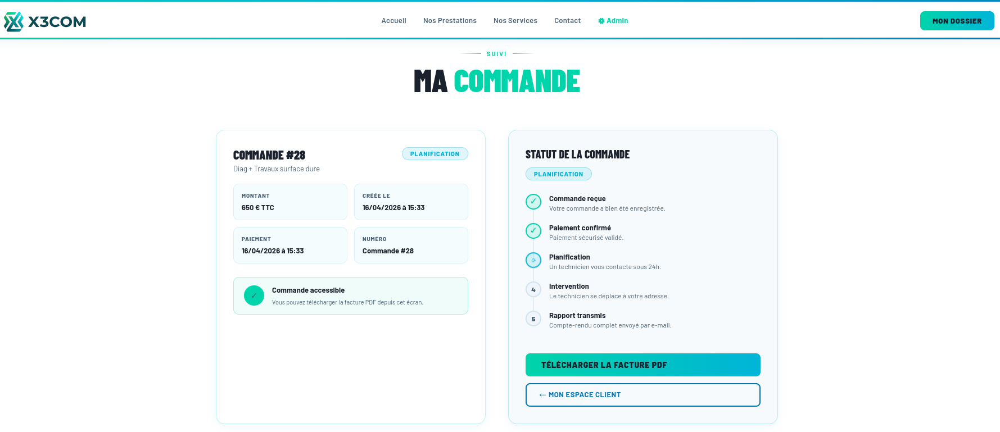 X3COM
Accueil
Nos Prestations
Nos Services
Contact
Admin
MON DOSSIER
SUIVI
MA COMMANDE
COMMANDE #28
PLANIFICATION
Diag + Travaux surface dure
MONTANT
650 € TTC
CRÉÉE LE
16/04/2026 à 15:33
PAIEMENT
16/04/2026 à 15:33
NUMÉRO
Commande #28
✓
Commande accessible
Vous pouvez télécharger la facture PDF depuis cet écran.
STATUT DE LA COMMANDE
PLANIFICATION
✓
Commande reçue
Votre commande a bien été enregistrée.
✓
Paiement confirmé
Paiement sécurisé validé.
Planification
Un technicien vous contacte sous 24h.
4
Intervention
Le technicien se déplace à votre adresse.
5
Rapport transmis
Compte-rendu complet envoyé par e-mail.
TÉLÉCHARGER LA FACTURE PDF
← MON ESPACE CLIENT